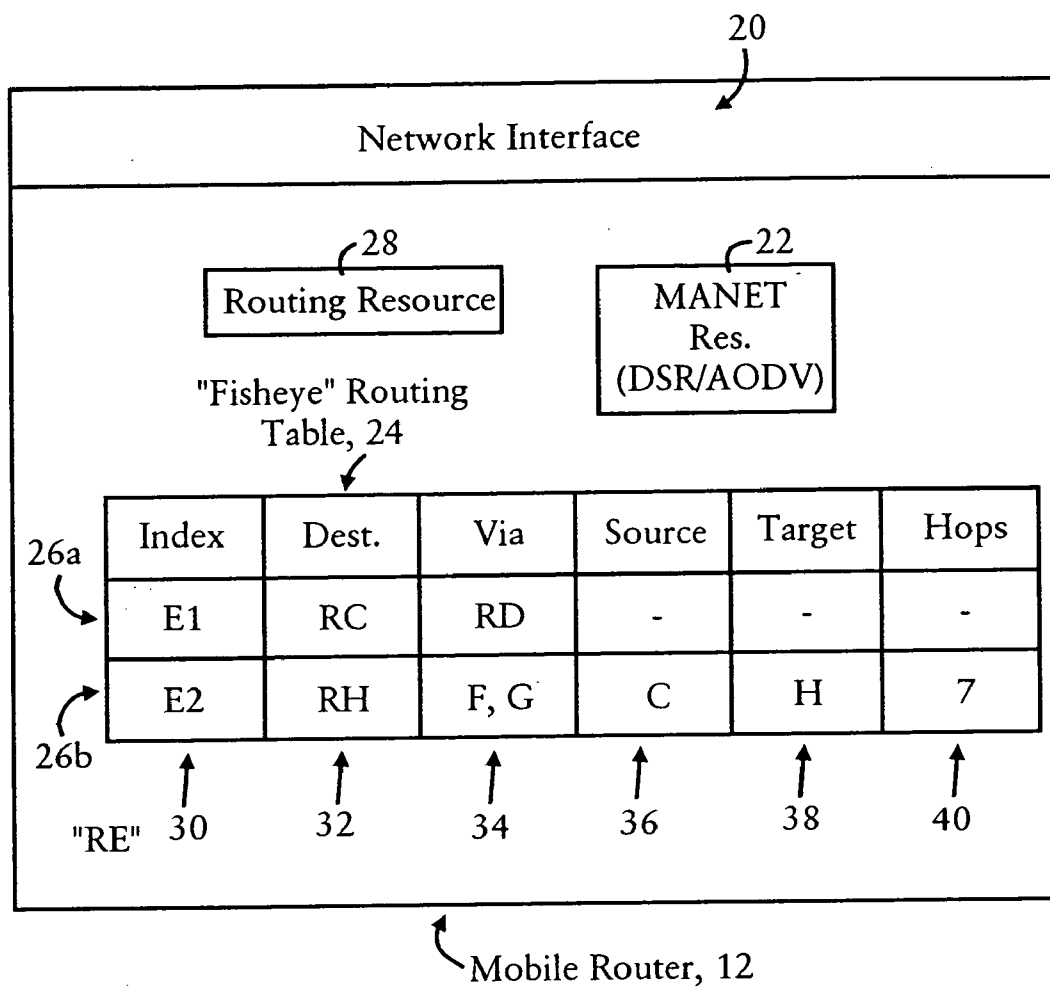 20
Network Interface
28
22
Routing Resource
MANET
Res.
(DSR/AODV)
"Fisheye" Routing
Table, 24
Index Dest. Via Source Target Hops
26a
E1 RC RD - - -
E2 RH F, G C H 7
26b
"RE" 30 32 34 36 38 40
Mobile Router, 12